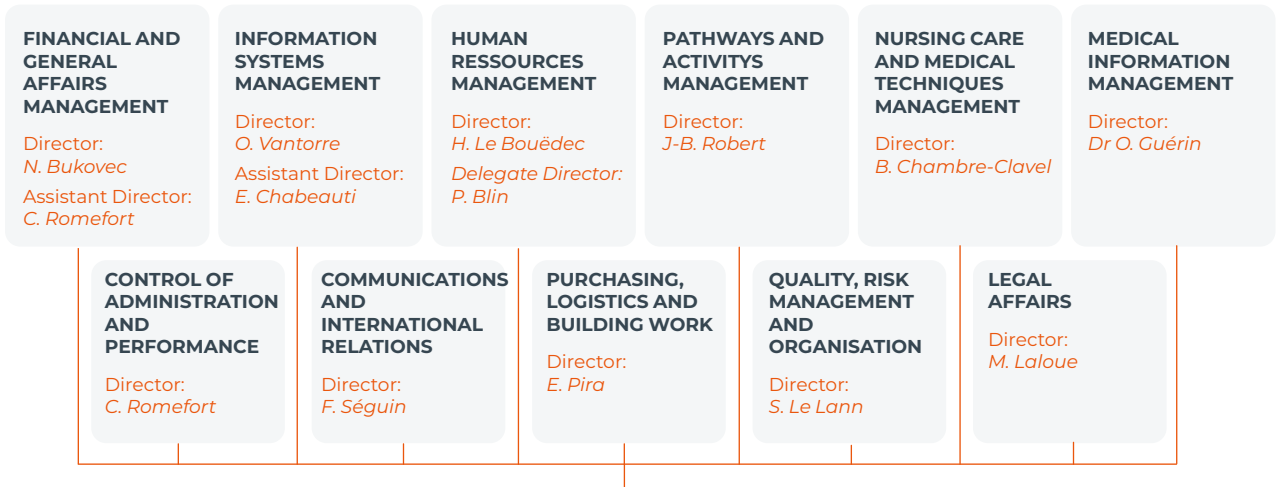 FINANCIAL AND
GENERAL
AFFAIRS
MANAGEMENT
Director:
N. Bukovec
Assistant Director:
C. Romefort
INFORMATION
SYSTEMS
MANAGEMENT
Director:
O. Vantorre
Assistant Director:
E. Chabeauti
HUMAN
RESSOURCES
MANAGEMENT
Director:
H. Le Bouëdec
Delegate Director:
P. Blin
PATHWAYS AND
ACTIVITYS
MANAGEMENT
Director:
J-B. Robert
NURSING CARE
AND MEDICAL
TECHNIQUES
MANAGEMENT
Director:
B. Chambre-Clavel
MEDICAL
INFORMATION
MANAGEMENT
Director:
Dr O. Guérin
CONTROL OF
ADMINISTRATION
AND
PERFORMANCE
Director:
C. Romefort
COMMUNICATIONS
AND
INTERNATIONAL
RELATIONS
Director:
F. Séguin
PURCHASING,
LOGISTICS AND
BUILDING WORK
Director:
E. Pira
QUALITY, RISK
MANAGEMENT
AND
ORGANISATION
Director:
S. Le Lann
LEGAL
AFFAIRS
Director:
M. Laloue